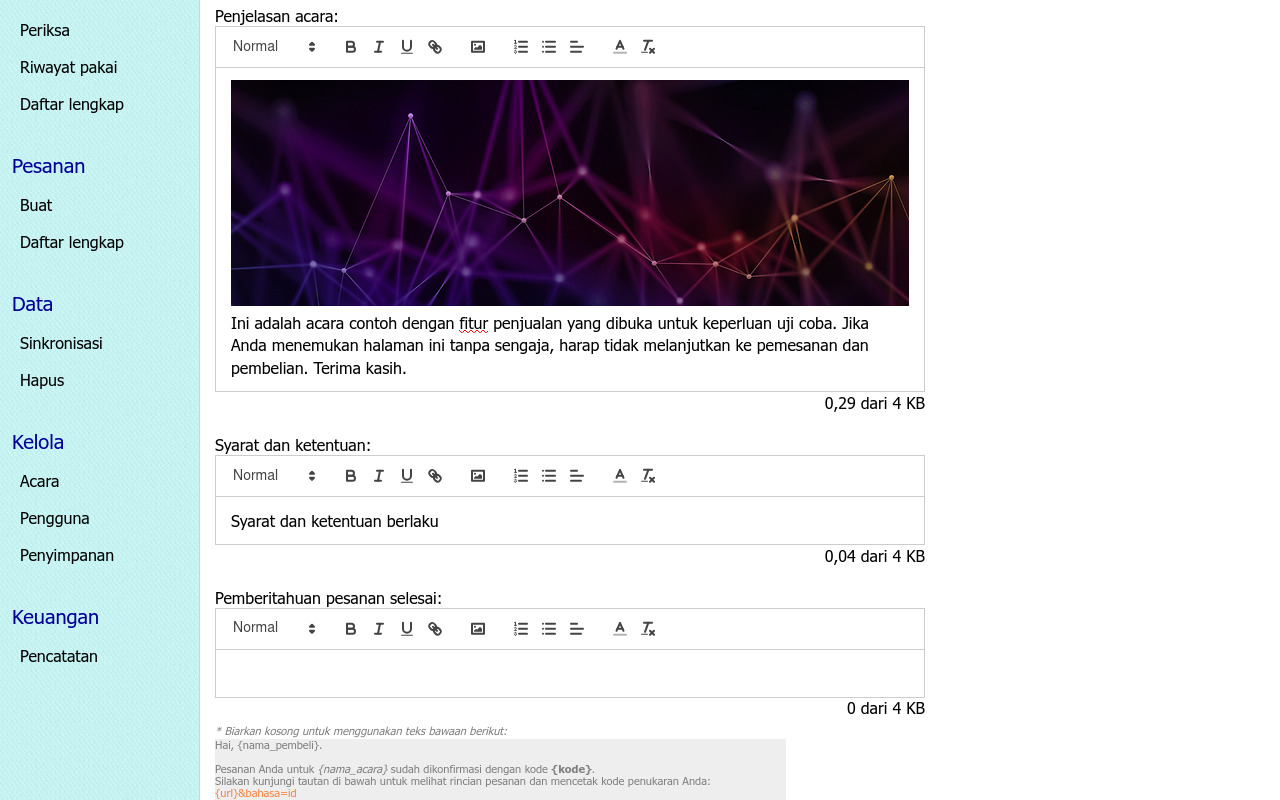 Periksa
Riwayat pakai
Daftar lengkap
Pesanan
Buat
Daftar lengkap
Data
Sinkronisasi
Hapus
Kelola
Acara
Pengguna
Penyimpanan
Keuangan
Pencatatan
Penjelasan acara:
Normal
Ini adalah acara contoh dengan fitur penjualan yang dibuka untuk keperluan uji coba. Jika
Anda menemukan halaman ini tanpa sengaja, harap tidak melanjutkan ke pemesanan dan
pembelian. Terima kasih.
0,29 dari 4 KB
Syarat dan ketentuan:
Normal
Syarat dan ketentuan berlaku
0,04 dari 4 KB
Pemberitahuan pesanan selesai:
Normal
0 dari 4 KB
* Biarkan kosong untuk menggunakan teks bawaan berikut:
Hai, {nama_pembeli}.
Pesanan Anda untuk {nama_acara} sudah dikonfirmasi dengan kode {kode}.
Silakan kunjungi tautan di bawah untuk melihat rincian pesanan dan mencetak kode penukaran Anda:
{url}&bahasa=id